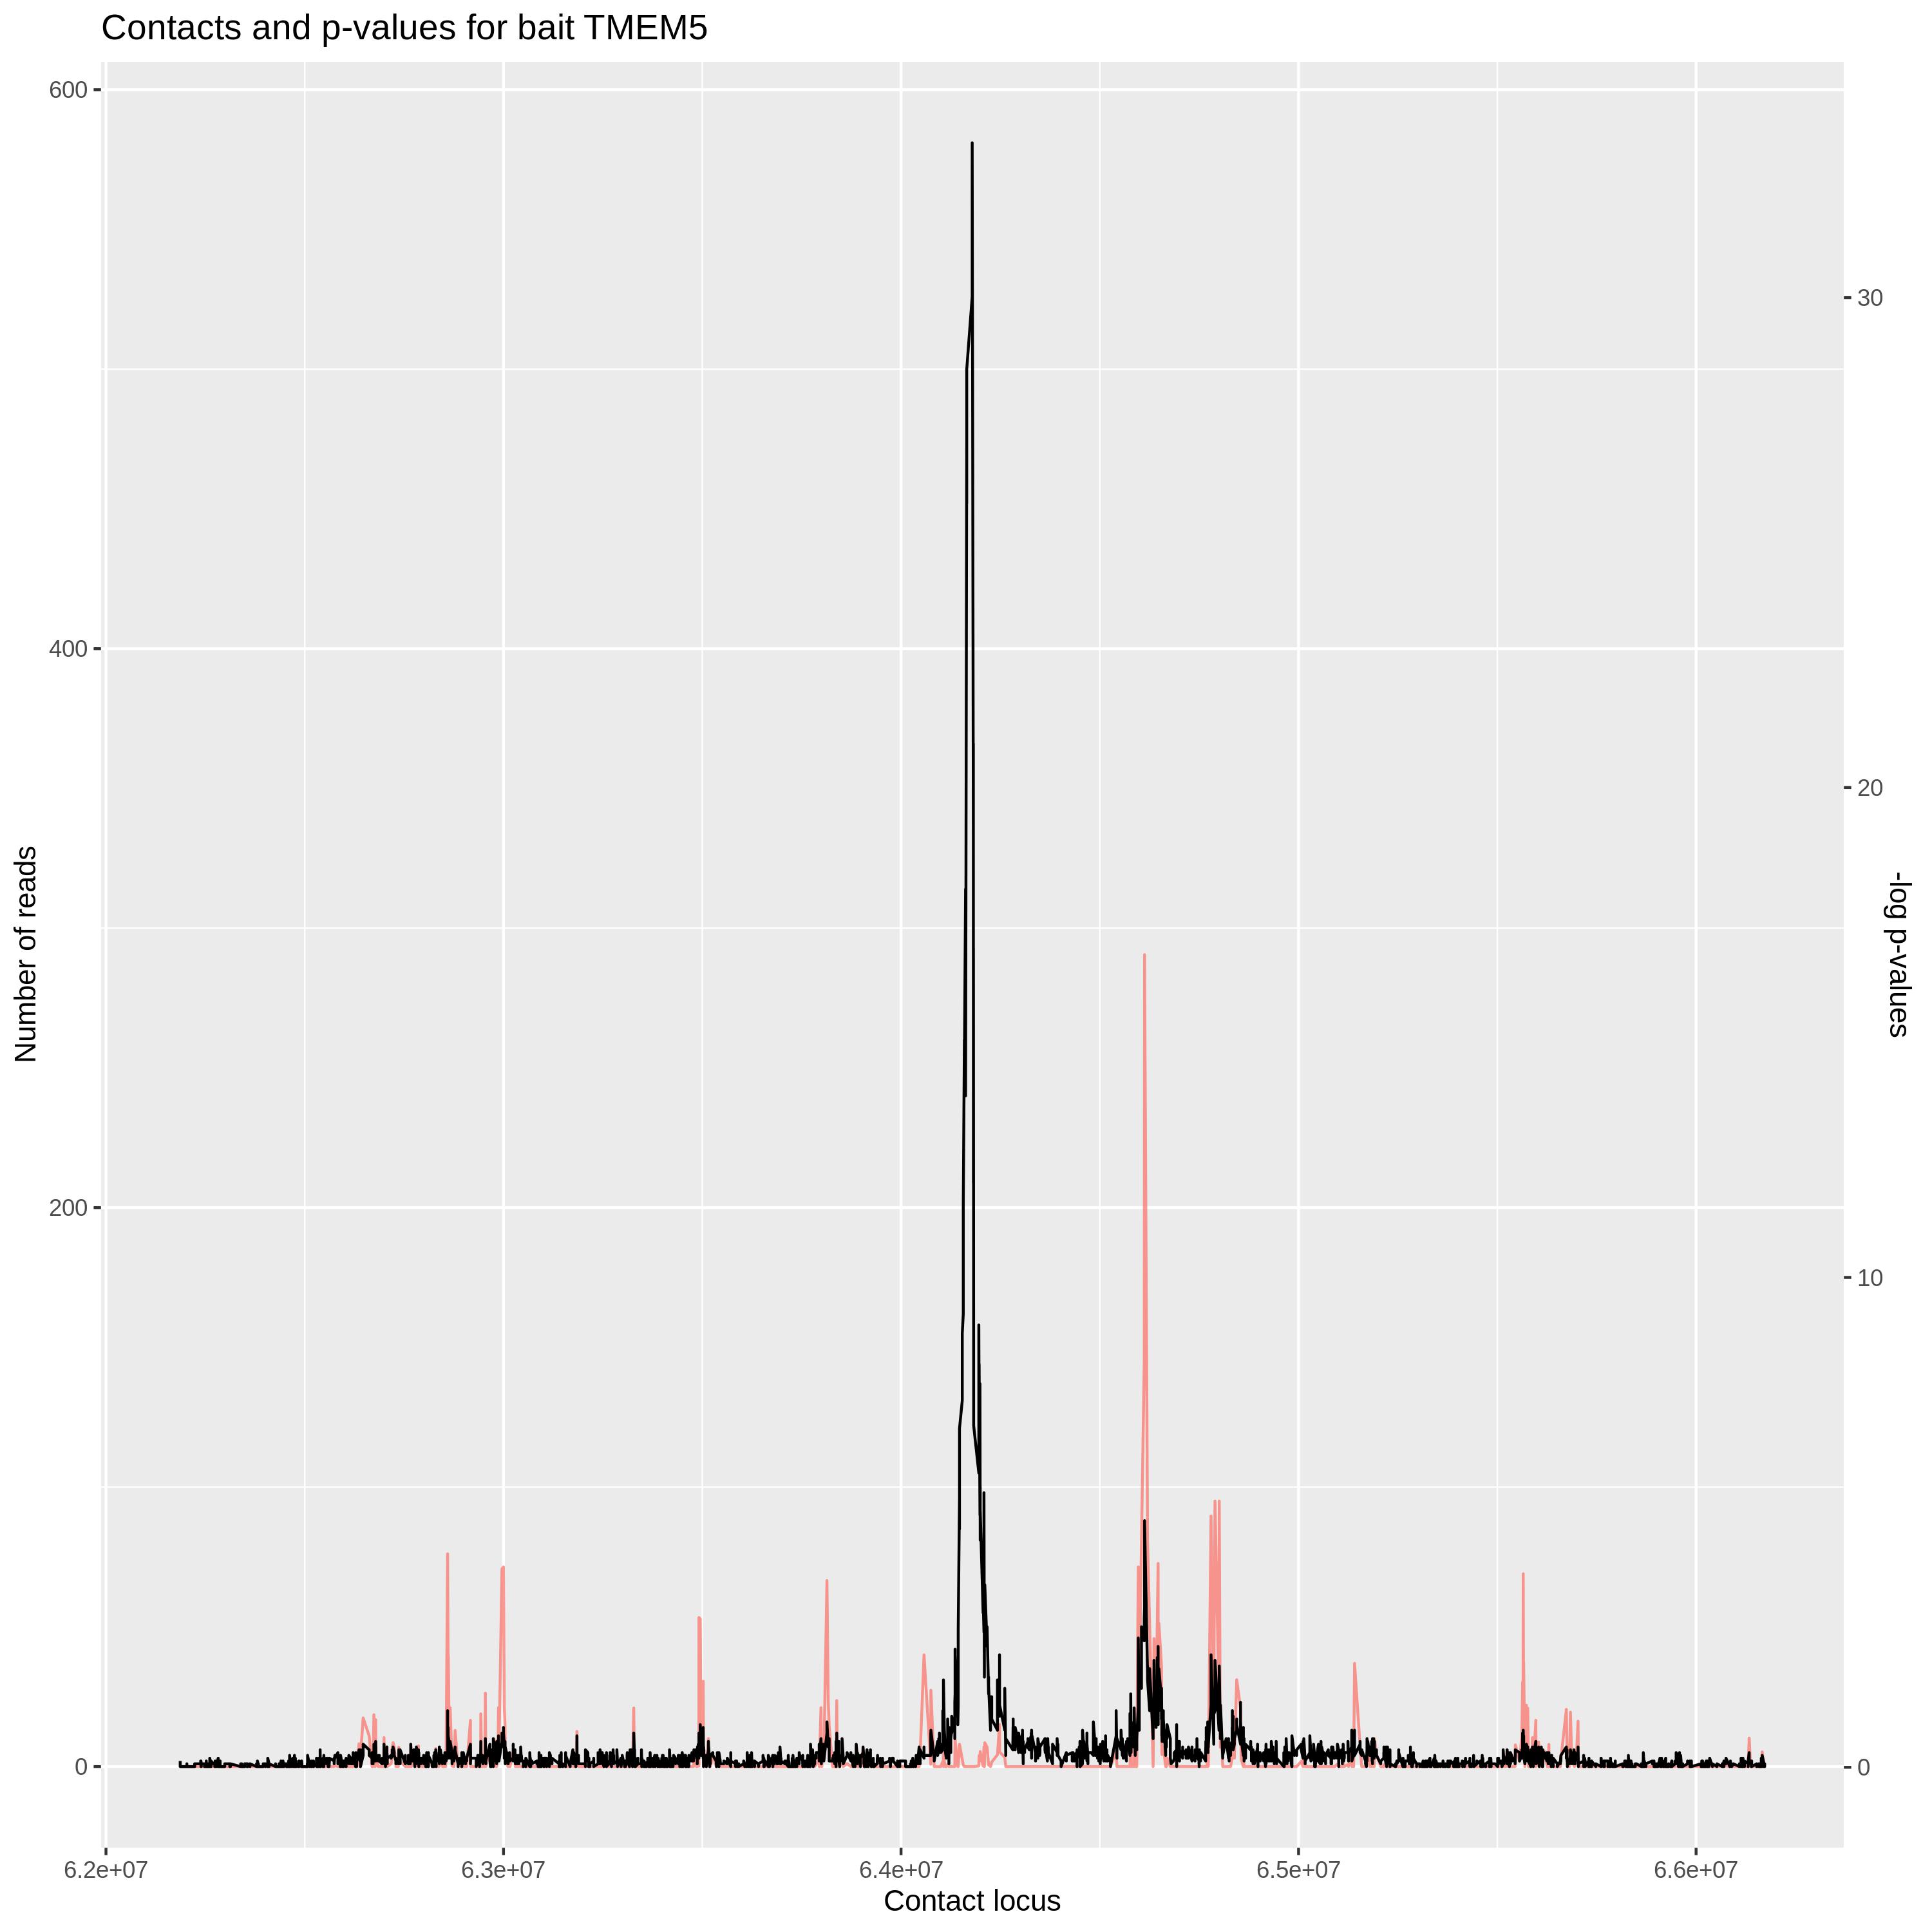 Contacts and p-values for bait TMEM5
600
400
200
0
Number of reads
30
20
10
0
-log p-values
6.2e+07
6.3e+07
6.4e+07
6.5e+07
6.6e+07
Contact locus